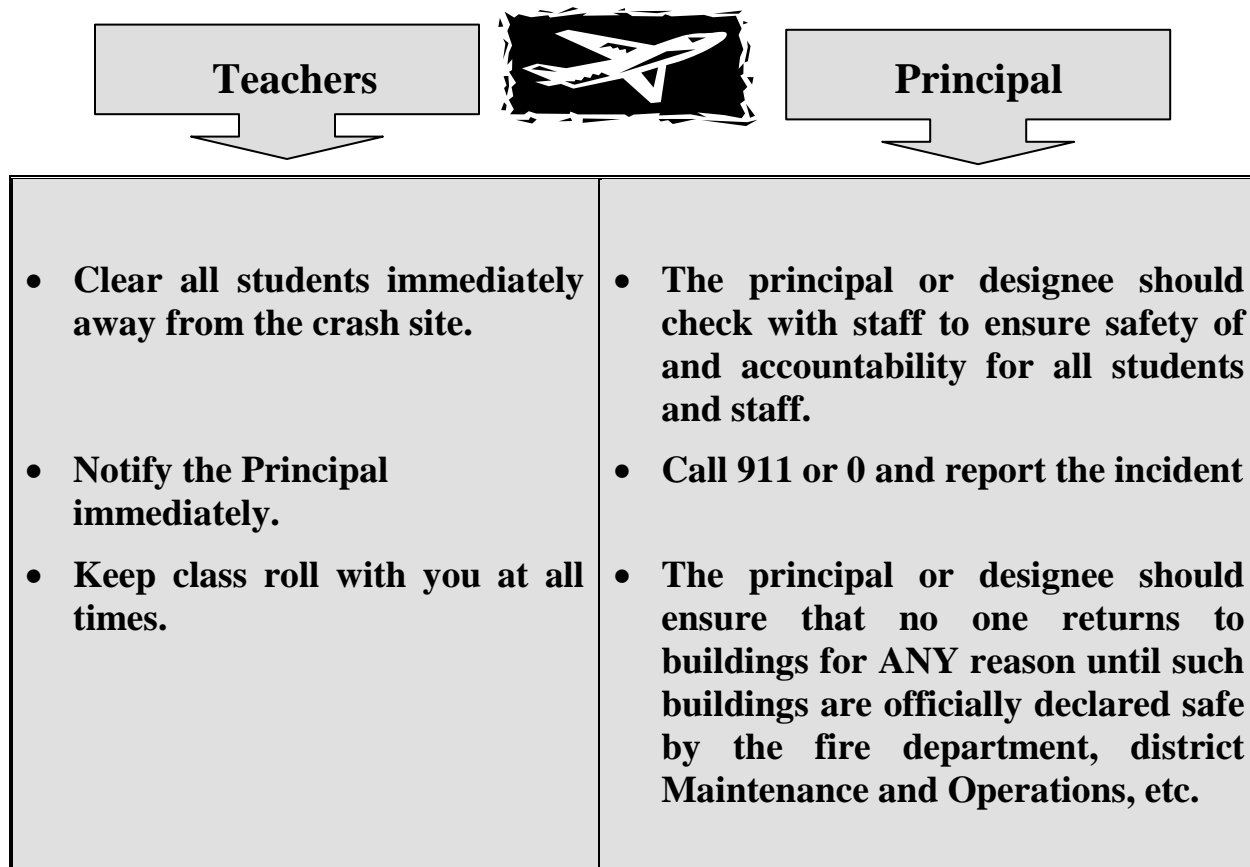 Teachers
Principal
• Clear all students immediately
away from the crash site.
• Notify the Principal
immediately.
• Keep class roll with you at all
times.
• The principal or designee should
check with staff to ensure safety of
and accountability for all students
and staff.
• Call 911 or 0 and report the incident
• The principal or designee should
ensure that no one returns to
buildings for ANY reason until such
buildings are officially declared safe
by the fire department, district
Maintenance and Operations, etc.